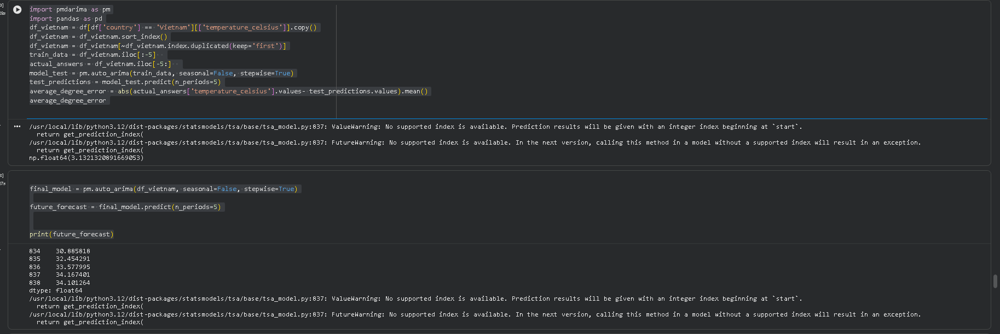 3]
28s
import pmdarima as pm
import pandas as pd
df_vietnam = df[df['country'] == 'Vietnam'][['temperature_celsius']].copy()
df_vietnam = df_vietnam.sort_index()
df_vietnam = df_vietnam[~df_vietnam.index.duplicated(keep='first')]
train_data = df_vietnam.iloc[:-5]
actual_answers = df_vietnam.iloc[-5:]
model_test = pm.auto_arima(train_data, seasonal=False, stepwise=True)
test_predictions = model_test.predict(n_periods=5)
average_degree_error = abs(actual_answers['temperature_celsius'].values- test_predictions.values).mean()
average_degree_error
/usr/local/lib/python3.12/dist-packages/statsmodels/tsa/base/tsa_model.py:837: ValueWarning: No supported index is available. Prediction results will be given with an integer index beginning at `start`.
return get_prediction_index(
/usr/local/lib/python3.12/dist-packages/statsmodels/tsa/base/tsa_model.py:837: FutureWarning: No supported index is available. In the next version, calling this method in a model without a supported index will result in an exception.
return get_prediction_index(
np.float64(3.1321320891669053)
27s
final_model = pm.auto_arima(df_vietnam, seasonal=False, stepwise=True)
future_forecast = final_model.predict(n_periods=5)
print(future_forecast)
834 30.885818
835 32.454291
836 33.577995
837 34.167401
838 34.101264
dtype: float64
/usr/local/lib/python3.12/dist-packages/statsmodels/tsa/base/tsa_model.py:837: ValueWarning: No supported index is available. Prediction results will be given with an integer index beginning at `start`.
return get_prediction_index(
/usr/local/lib/python3.12/dist-packages/statsmodels/tsa/base/tsa_model.py:837: FutureWarning: No supported index is available. In the next version, calling this method in a model without a supported index will result in an exception.
return get_prediction_index(